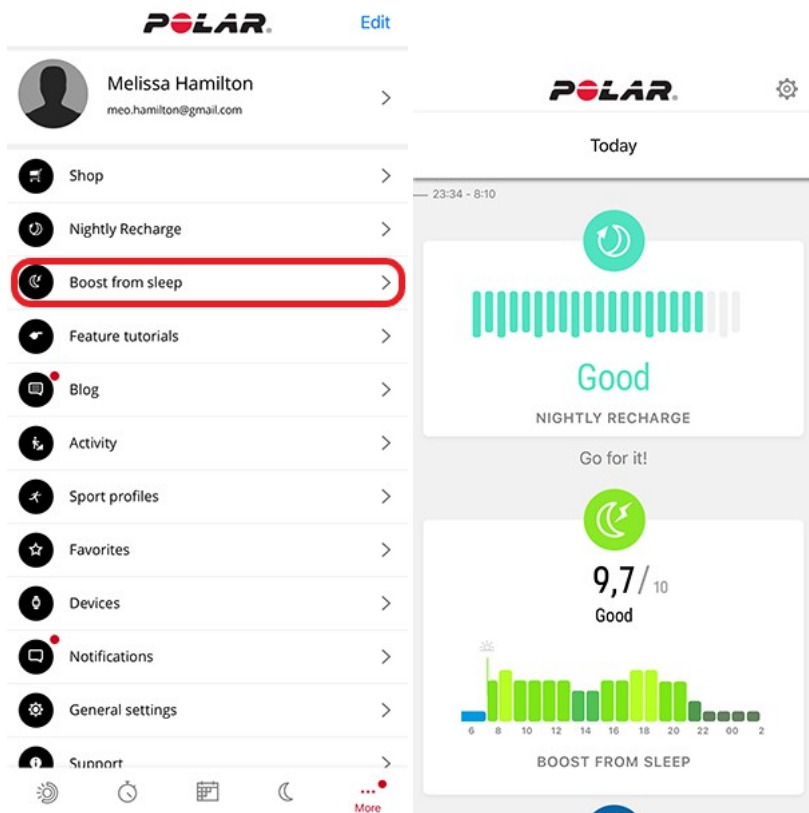 POLAR.
Edit
Melissa Hamilton
meo.hamilton@gmail.com
Shop
Nightly Recharge
Boost from sleep
Feature tutorials
Blog
Activity
Sport profiles
Favorites
Devices
Notifications
General settings
Support
More
POLAR.
Today
23:34 - 8:10
Good
NIGHTLY RECHARGE
Go for it!
9,7/ 10
Good
6 8 10 12 14 16 18 20 22 00 2
BOOST FROM SLEEP